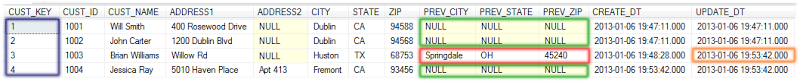 CUST_KEY CUST_ID CUST_NAME ADDRESS1 ADDRESS2 CITY STATE ZIP PREV_CITY PREV_STATE PREV_ZIP CREATE_DT UPDATE_DT
1 1001 Will Smith 400 Rosewood Drive NULL Dublin CA 94588 NULL NULL NULL 2013-01-06 19:47:11.000 2013-01-06 19:47:11.000
2 1002 John Carter 1200 Dublin Blvd NULL Dublin CA 94568 NULL NULL NULL 2013-01-06 19:47:11.000 2013-01-06 19:47:11.000
3 1003 Brian Williams Willow Rd NULL Huston TX 68753 Springdale OH 45240 2013-01-06 19:48:28.000 2013-01-06 19:53:42.000
4 1004 Jessica Ray 5010 Haven Place Apt 413 Fremont CA 93456 NULL NULL NULL 2013-01-06 19:53:42.000 2013-01-06 19:53:42.000